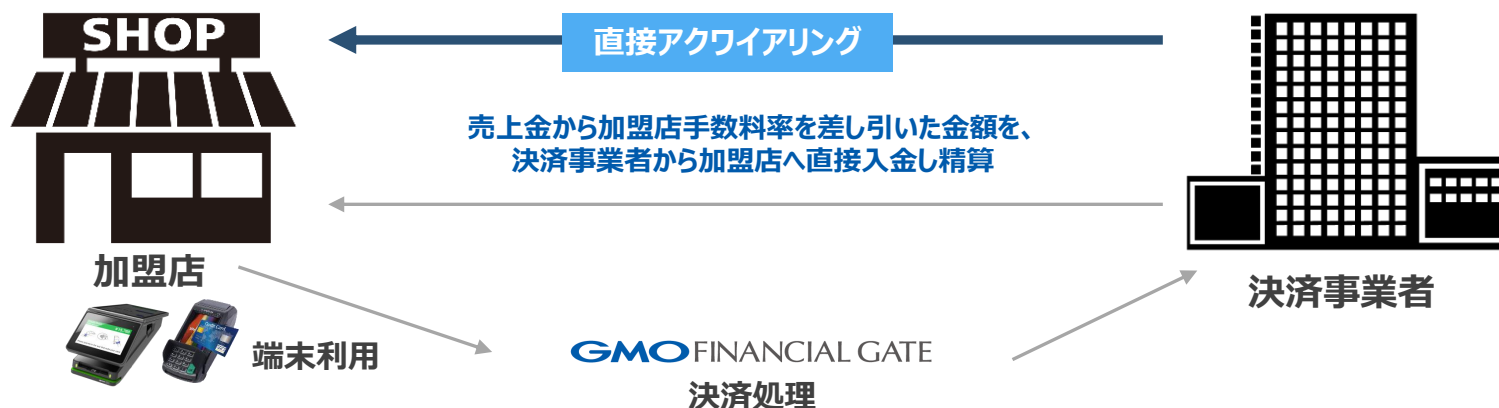 SHOP
直接アクワイアリング
売上金から加盟店手数料率を差し引いた金額を、
決済事業者から加盟店へ直接入金し精算
加盟店
決済事業者
端末利用
GMO FINANCIAL GATE
決済処理